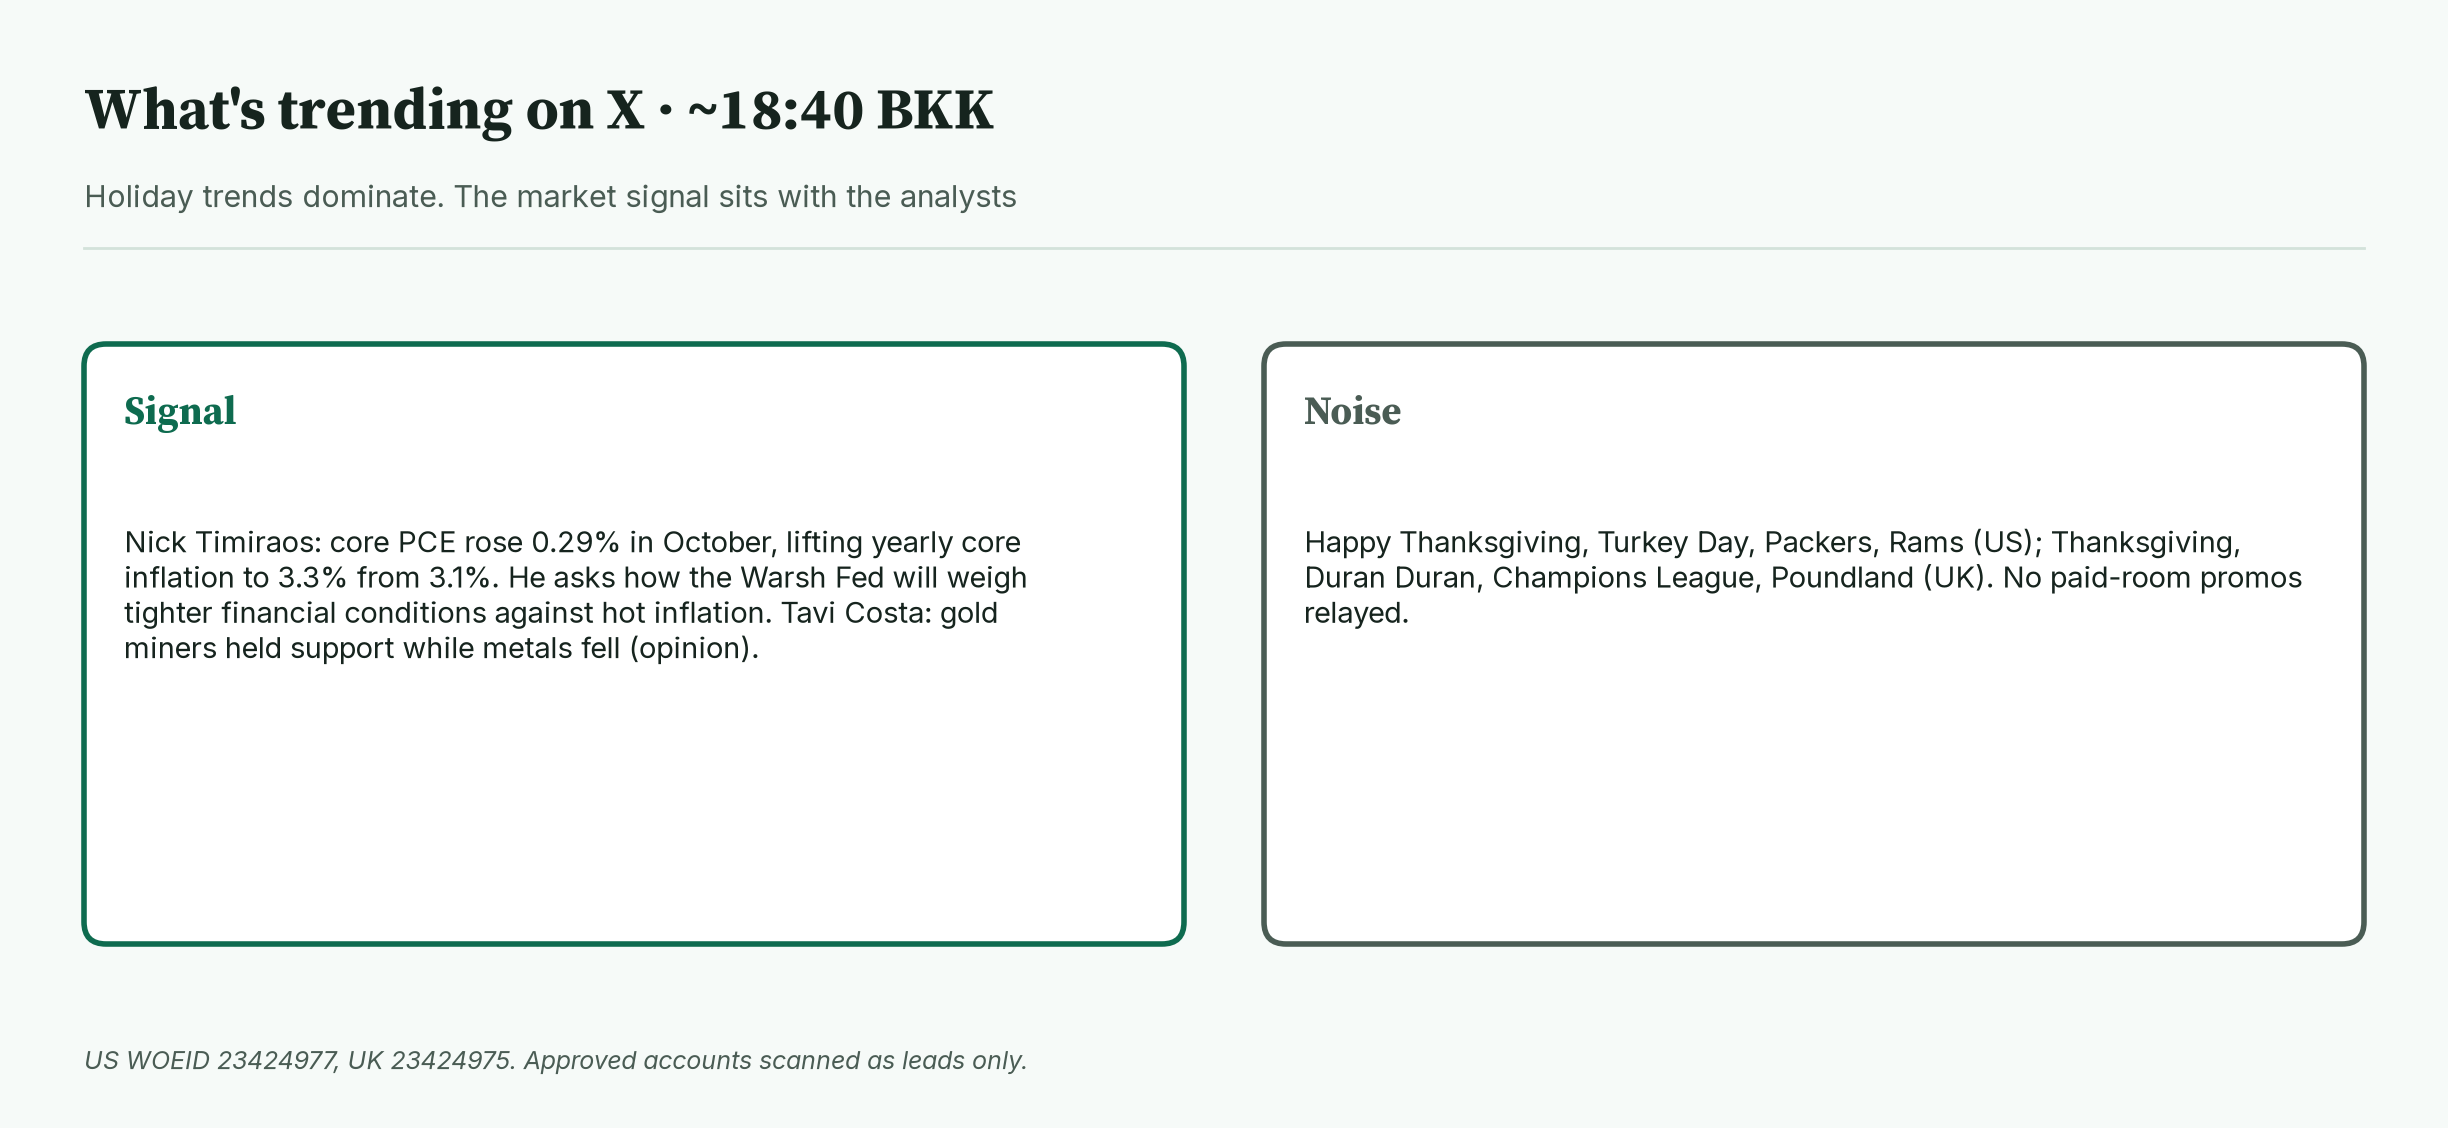 What's trending on X · ~18:40 BKK
Holiday trends dominate. The market signal sits with the analysts
Signal
Nick Timiraos: core PCE rose 0.29% in October, lifting yearly core
inflation to 3.3% from 3.1%. He asks how the Warsh Fed will weigh
tighter financial conditions against hot inflation. Tavi Costa: gold
miners held support while metals fell (opinion).
Noise
Happy Thanksgiving, Turkey Day, Packers, Rams (US); Thanksgiving,
Duran Duran, Champions League, Poundland (UK). No paid-room promos
relayed.
US WOEID 23424977, UK 23424975. Approved accounts scanned as leads only.